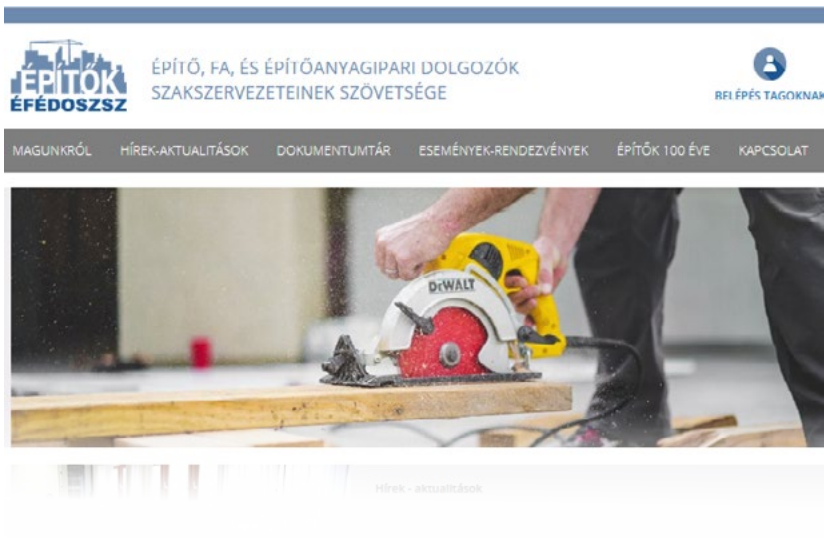 ÉPÍTŐK
ÉFÉDOSZSZ
ÉPÍTŐ, FA, ÉS ÉPÍTŐANYAGIPARI DOLGOZÓK
SZAKSZERVEZETEINEK SZÖVETSÉGE
BELÉPÉS TAGOKNAK
MAGUNKRÓL HÍREK-AKTUALITÁSOK DOKUMENTUMTÁR ESEMÉNYEK-RENDEZVÉNYEK ÉPÍTŐK 100 ÉVE KAPCSOLAT
DEWALT
Hírek - aktualitások